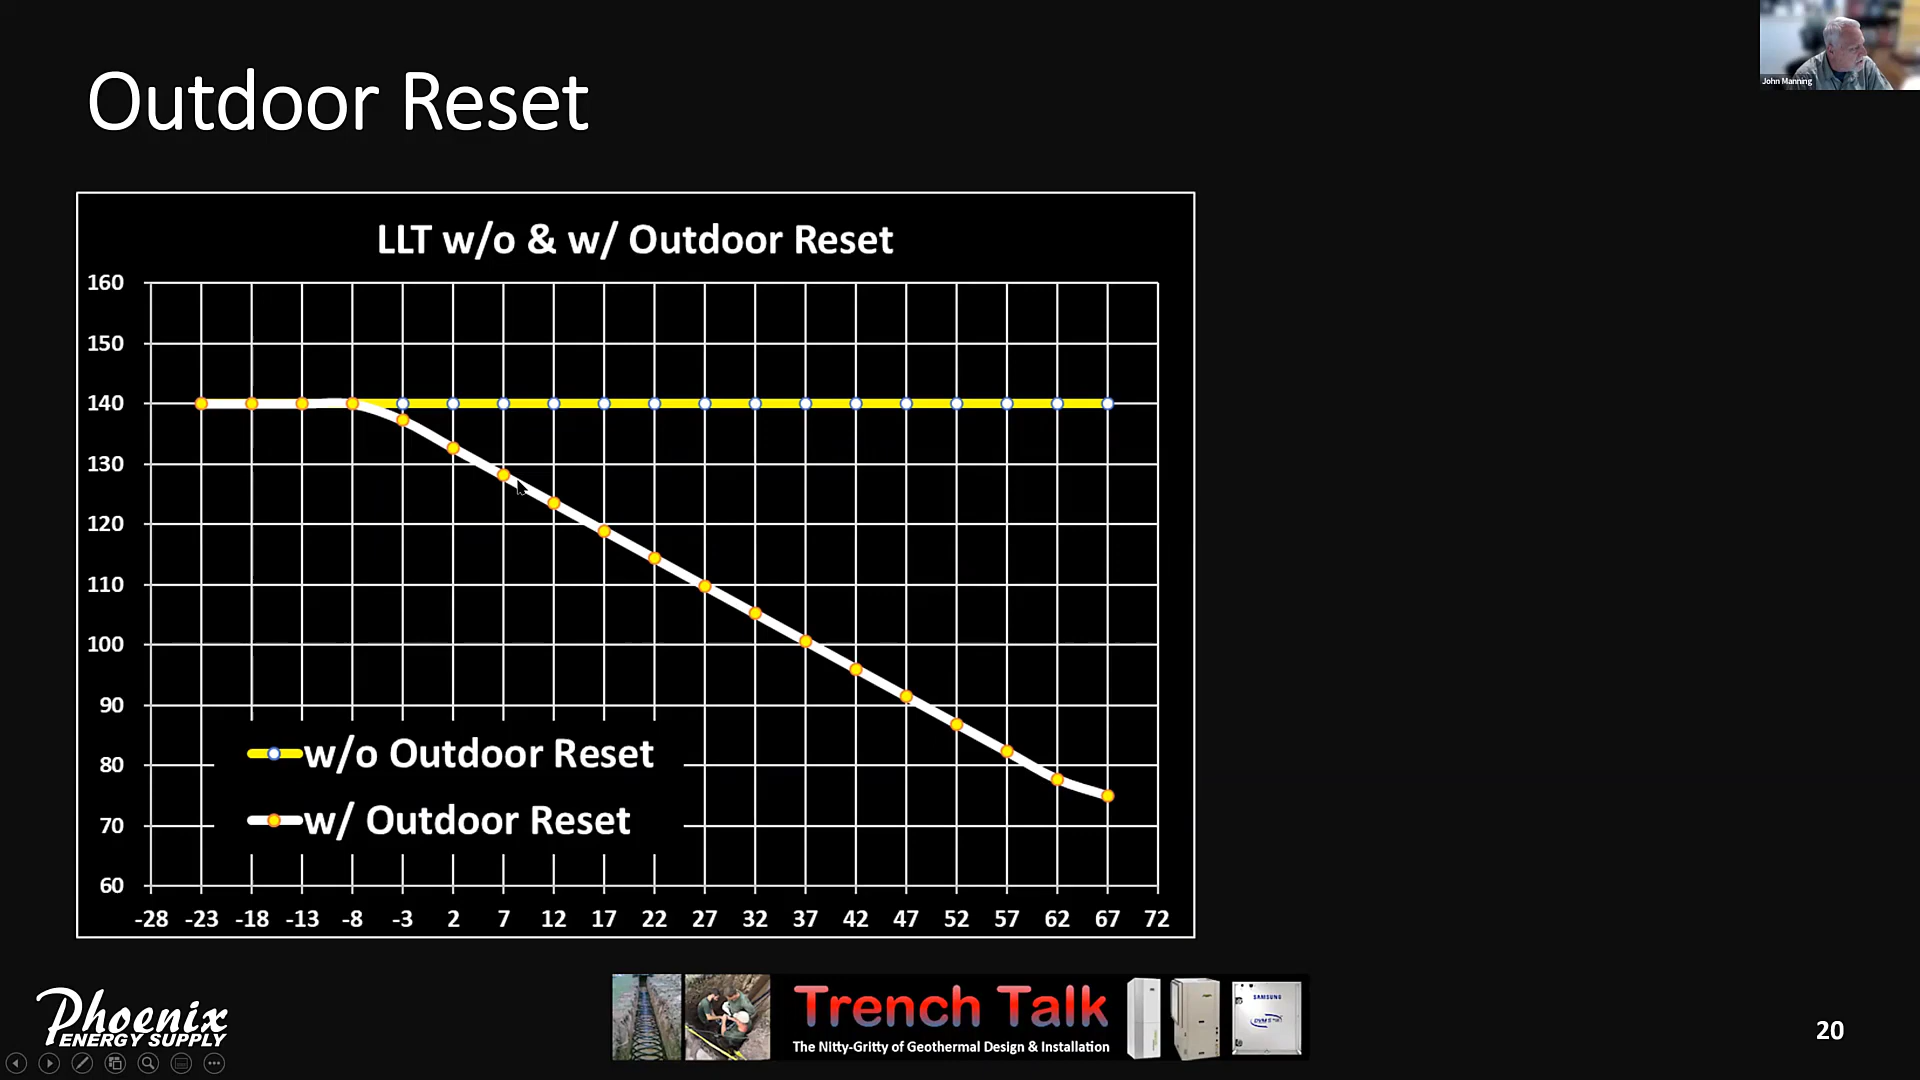 Outdoor Reset
John Manning
LLT w/o & w/ Outdoor Reset
160
150
140
130
120
110
100
90
80
70
60
w/o Outdoor Reset
w/ Outdoor Reset
-28 -23 -18 -13 -8 -3 2 7 12 17 22 27 32 37 42 47 52 57 62 67 72
Phoenix
ENERGY SUPPLY
Trench Talk
The Nitty-Gritty of Geothermal Design & Installation
SAMSUNG
20